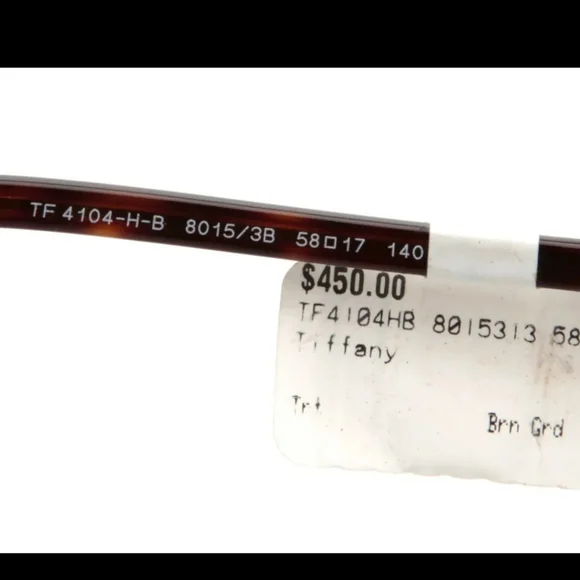 TF 4104-H-B 8015/3B 58□17 140
$450.00
TF4104HB 8015313 58
Tiffany
Trt
Brn Grd